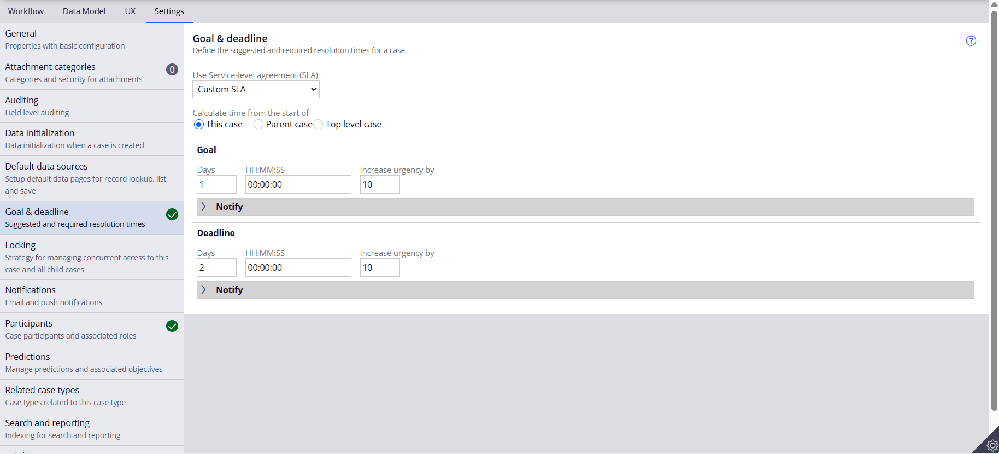 Workflow
Data Model
UX
Settings
General
Properties with basic configuration
Attachment categories
0
Categories and security for attachments
Auditing
Field level auditing
Data initialization
Data initialization when a case is created
Default data sources
Setup default data pages for record lookup, list,
and save
Goal & deadline
Suggested and required resolution times
Locking
Strategy for managing concurrent access to this
case and all child cases
Notifications
Email and push notifications
Participants
Case participants and associated roles
Predictions
Manage predictions and associated objectives
Related case types
Case types related to this case type
Search and reporting
Indexing for search and reporting
Goal & deadline
?
Define the suggested and required resolution times for a case.
Use Service-level agreement (SLA)
Custom SLA
Calculate time from the start of
This case
Parent case
Top level case
Goal
Days
HH:MM:SS
Increase urgency by
1
00:00:00
10
Notify
Deadline
Days
HH:MM:SS
Increase urgency by
2
00:00:00
10
Notify